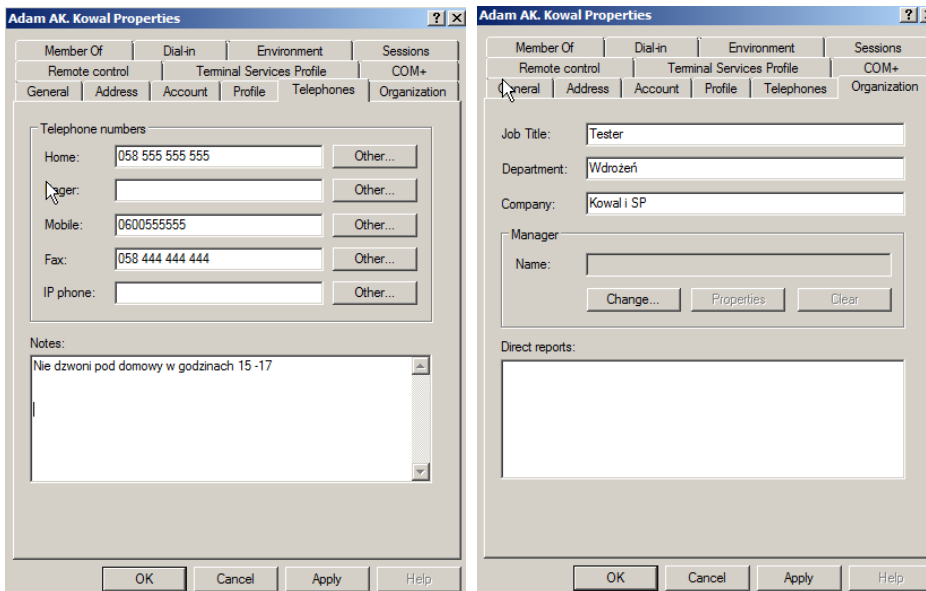 Adam AK. Kowal Properties
Member Of Dial-in Environment Sessions
Remote control Terminal Services Profile COM+
General Address Account Profile Telephones Organization
Telephone numbers
Home: 058 555 555 555 Other...
Other...
Mobile: 0600555555 Other...
Fax: 058 444 444 444 Other...
IP phone: Other...
Notes:
Nie dzwoni pod domowy w godzinach 15 -17
OK Cancel Apply Help
Adam AK. Kowal Properties
Member Of Dial-in Environment Sessions
Remote control Terminal Services Profile COM+
General Address Account Profile Telephones Organization
Job Title: Tester
Department: Wdrożeń
Company: Kowal i SP
Manager
Name:
Change... Properties Clear
Direct reports:
OK Cancel Apply Help